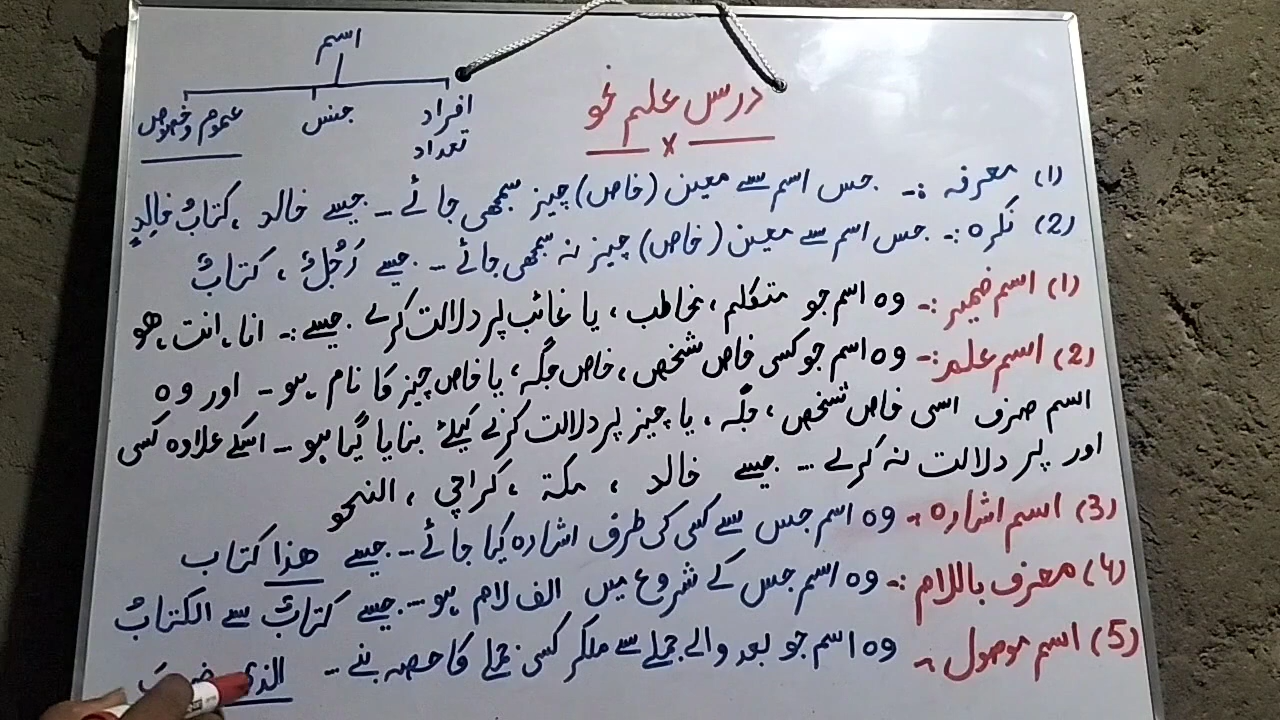 اسم
افراد جنس عموم وخصوص
تعداد
درس علم نحو
(1) معرفہ :۔ جس اسم سے معین (خاص) چیز سمجھی جائے ۔ جیسے خالد ، کتابُ خالِدٍ
(2) نکرہ :۔ جس اسم سے معین (خاص) چیز نہ سمجھی جائے ۔ جیسے رَجُلٌ ، کتابٌ
(1) اسم ضمیر :۔ وہ اسم جو متکلم ، مخاطب ، یا غائب پر دلالت کرے جیسے :۔ انا ، انت ، ھو
(2) اسم علم :۔ وہ اسم جو کسی خاص شخص ، خاص جگہ ، یا خاص چیز کا نام ہو ۔ اور وہ
اسم صرف اسی خاص شخص ، جگہ ، یا چیز پر دلالت کرنے کیلئے بنایا گیا ہو ۔ اسکے علاوہ کسی
اور پر دلالت نہ کرے ۔ جیسے خالد ، مکۃ ، کراچی ، النحو
(3) اسم اشارہ :۔ وہ اسم جس سے کسی کی طرف اشارہ کیا جائے ۔ جیسے ھذا کتاب
(4) معرف باللام :۔ وہ اسم جس کے شروع میں الف لام ہو ۔ جیسے کتابٌ سے الکتابُ
(5) اسم موصول :۔ وہ اسم جو بعد والے جملے سے ملکر کسی جملے کا حصہ بنے ۔ الذی